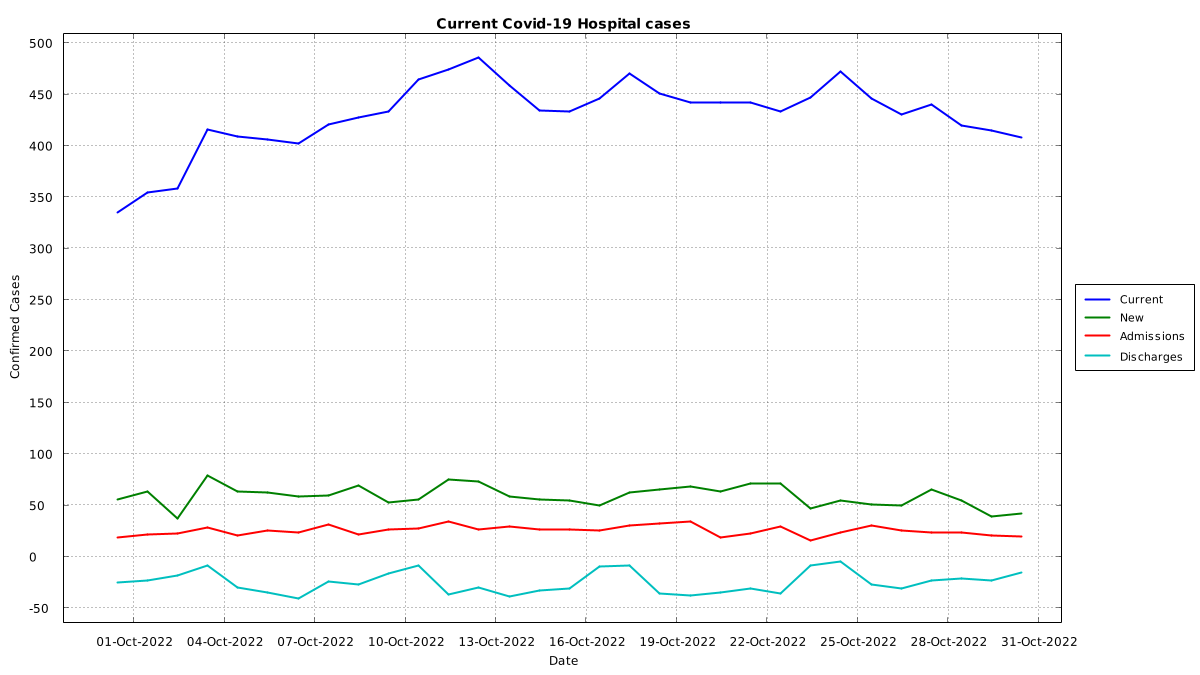 Current Covid-19 Hospital cases
Confirmed Cases
500
450
400
350
300
250
200
150
100
50
0
-50
01-Oct-2022 04-Oct-2022 07-Oct-2022 10-Oct-2022 13-Oct-2022 16-Oct-2022 19-Oct-2022 22-Oct-2022 25-Oct-2022 28-Oct-2022 31-Oct-2022
Date
Current
New
Admissions
Discharges